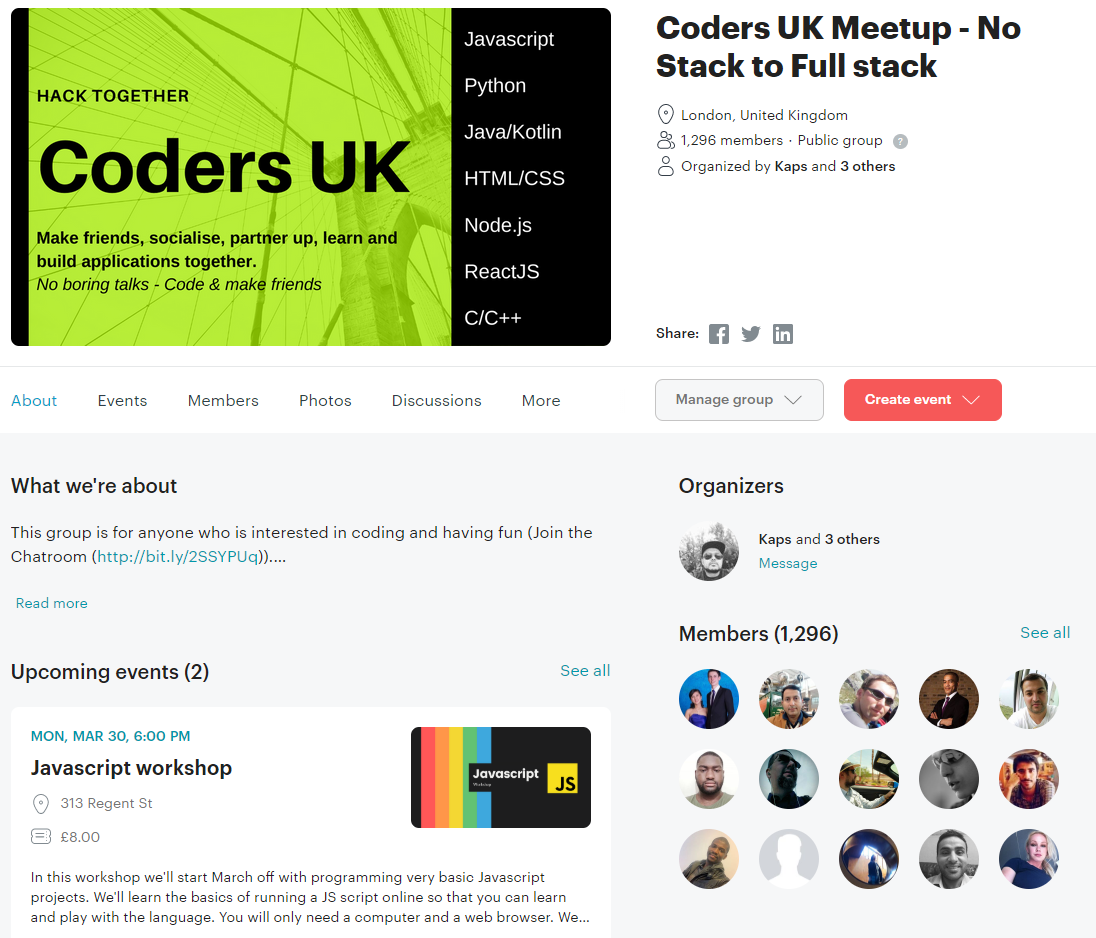 HACK TOGETHER
Coders UK
Make friends, socialise, partner up, learn and
build applications together.
No boring talks - Code & make friends
Javascript
Python
Java/Kotlin
HTML/CSS
Node.js
ReactJS
C/C++
Coders UK Meetup - No
Stack to Full stack
London, United Kingdom
1,296 members · Public group ?
Organized by Kaps and 3 others
Share:
About Events Members Photos Discussions More
Manage group
Create event
What we're about
This group is for anyone who is interested in coding and having fun (Join the
Chatroom (http://bit.ly/2SSYPUq))....
Read more
Upcoming events (2)
See all
MON, MAR 30, 6:00 PM
Javascript workshop
313 Regent St
£8.00
Javascript
Workshop
JS
In this workshop we'll start March off with programming very basic Javascript
projects. We'll learn the basics of running a JS script online so that you can learn
and play with the language. You will only need a computer and a web browser. We...
Organizers
Kaps and 3 others
Message
Members (1,296)
See all